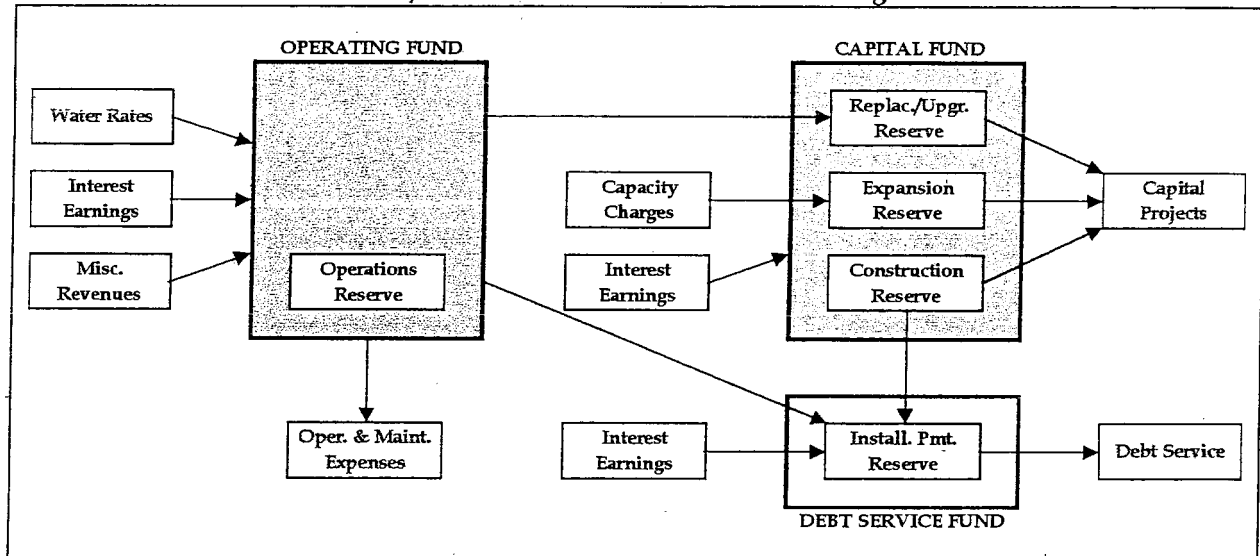 OPERATING FUND
CAPITAL FUND
Water Rates
Interest
Earnings
Misc.
Revenues
Operations
Reserve
Oper. & Maint.
Expenses
Capacity
Charges
Interest
Earnings
Replac./Upgr.
Reserve
Expansion
Reserve
Construction
Reserve
Capital
Projects
Interest
Earnings
Install. Pmt.
Reserve
Debt Service
DEBT SERVICE FUND